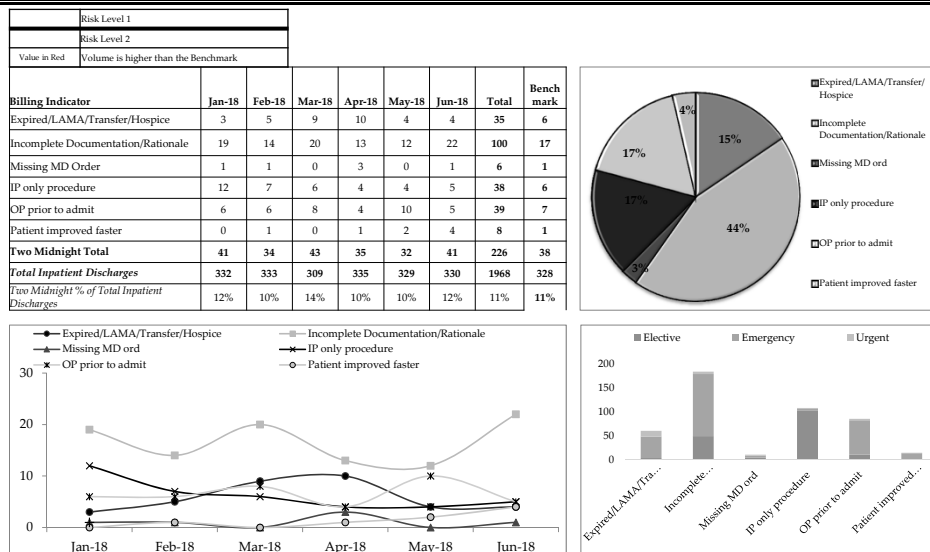 Risk Level 1
Risk Level 2
Value in Red Volume is higher than the Benchmark
Billing Indicator Jan-18 Feb-18 Mar-18 Apr-18 May-18 Jun-18 Total Bench mark
Expired/LAMA/Transfer/Hospice 3 5 9 10 4 4 35 6
Incomplete Documentation/Rationale 19 14 20 13 12 22 100 17
Missing MD Order 1 1 0 3 0 1 6 1
IP only procedure 12 7 6 4 4 5 38 6
OP prior to admit 6 6 8 4 10 5 39 7
Patient improved faster 0 1 0 1 2 4 8 1
Two Midnight Total 41 34 43 35 32 41 226 38
Total Inpatient Discharges 332 333 309 335 329 330 1968 328
Two Midnight % of Total Inpatient
Discharges 12% 10% 14% 10% 10% 12% 11% 11%
4%
15%
17%
17%
44%
3%
Expired/LAMA/Transfer/
Hospice
Incomplete
Documentation/Rationale
Missing MD ord
IP only procedure
OP prior to admit
Patient improved faster
Expired/LAMA/Transfer/Hospice Incomplete Documentation/Rationale
Missing MD ord IP only procedure
OP prior to admit Patient improved faster
30
20
10
0
Jan-18 Feb-18 Mar-18 Apr-18 May-18 Jun-18
Elective Emergency Urgent
200
150
100
50
0
Expired/LAMA/Tra... Incomplete... Missing MD ord IP only procedure OP prior to admit Patient improved...